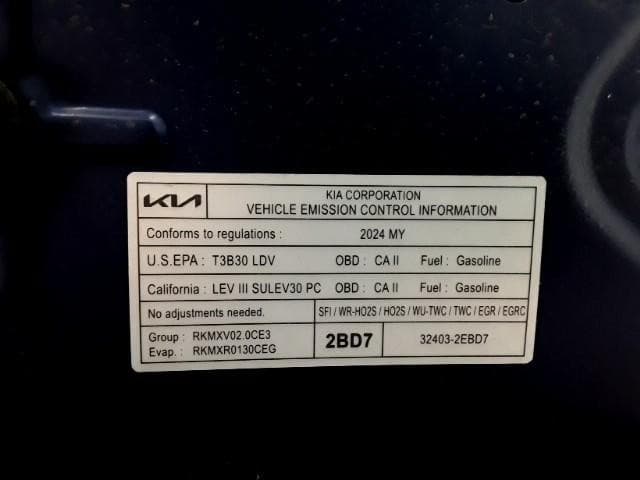 KIA
KIA CORPORATION
VEHICLE EMISSION CONTROL INFORMATION
Conforms to regulations : 2024 MY
U.S.EPA : T3B30 LDV OBD : CA II Fuel : Gasoline
California : LEV III SULEV30 PC OBD : CA II Fuel : Gasoline
No adjustments needed. SFI / WR-HO2S / HO2S / WU-TWC / TWC / EGR / EGRC
Group : RKMXV02.0CE3
Evap. : RKMXR0130CEG
2BD7
32403-2EBD7